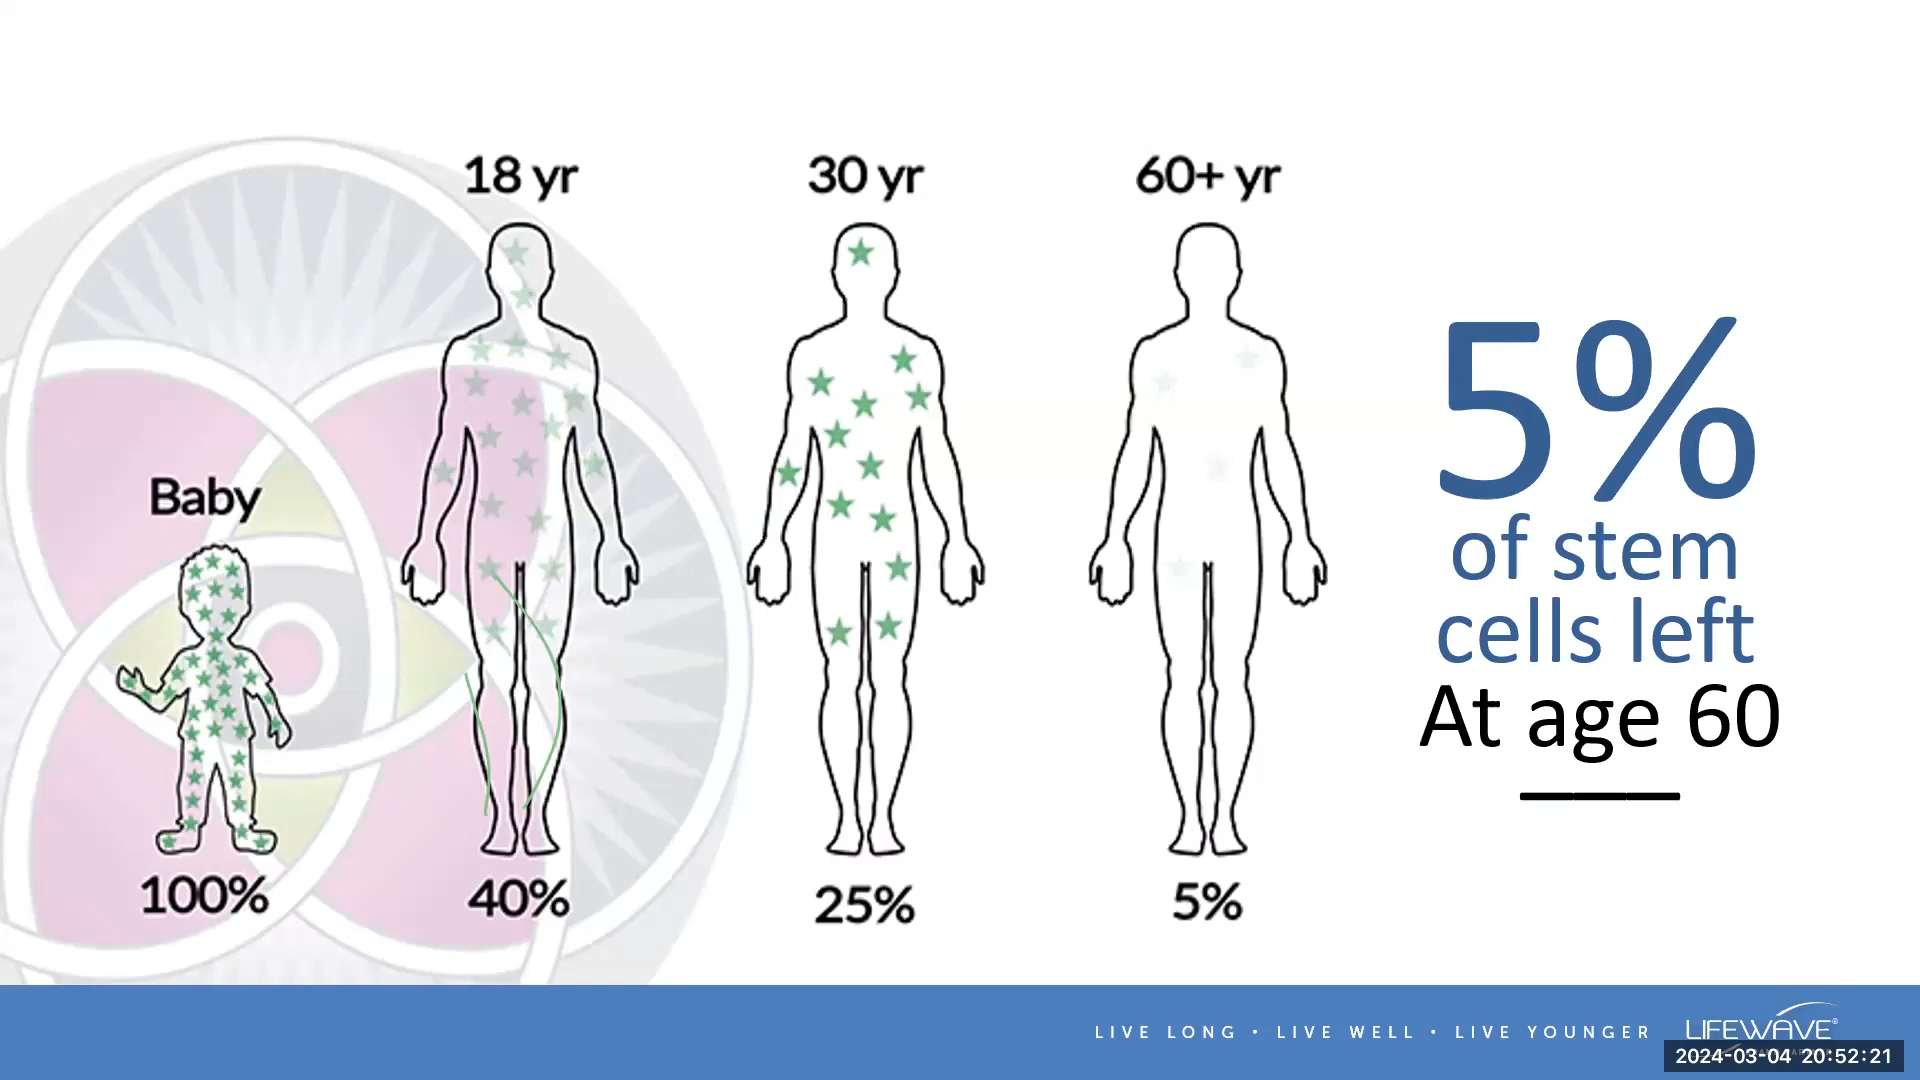 18 yr
30 yr
60+ yr
Baby
100%
40%
25%
5%
5%
of stem
cells left
At age 60
LIVE LONG • LIVE WELL • LIVE YOUNGER
LIFEWAVE®
2024-03-04 20:52:21